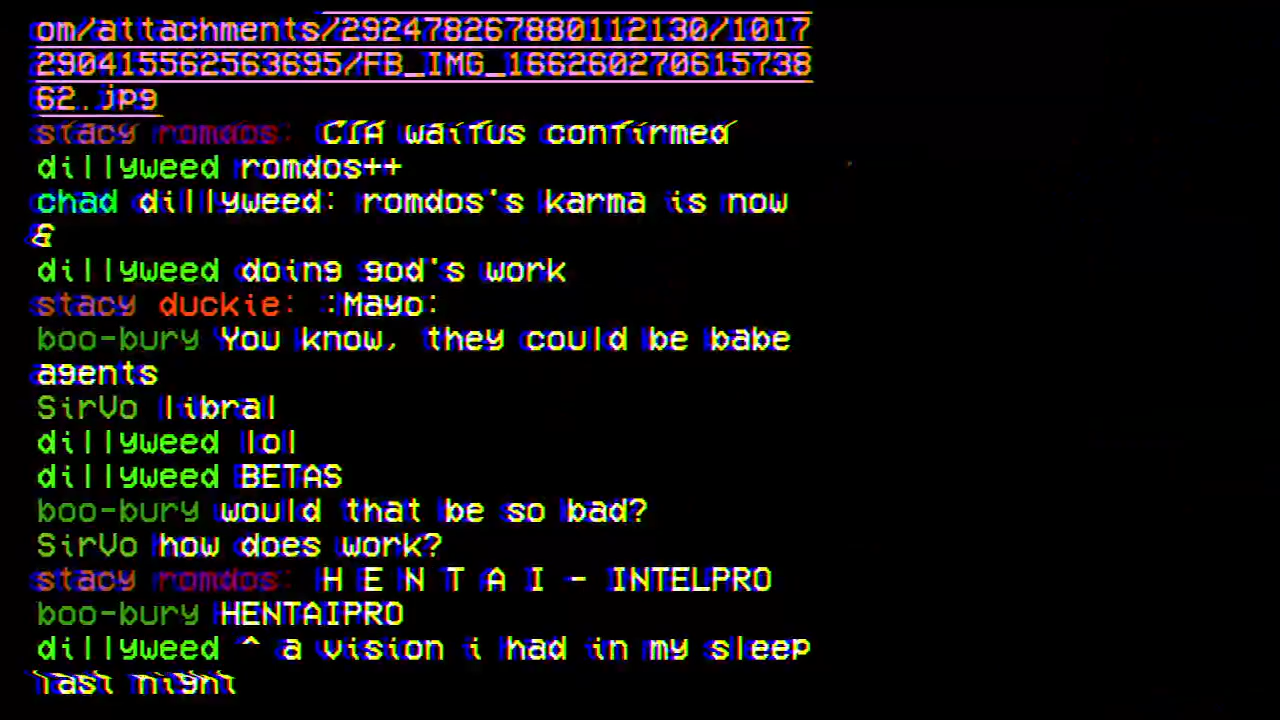 om/attachments/292478267880112130/1017
290415562563695/FB_IMG_166260270615738
62.jpg
stacy romdos: CIA waifus confirmed
dillyweed romdos++
chad dillyweed: romdos's karma is now
&
dillyweed doing god's work
stacy duckie: :Mayo:
boo-bury You know, they could be babe
agents
SirVo libral
dillyweed lol
dillyweed BETAS
boo-bury would that be so bad?
SirVo how does work?
stacy romdos: H E N T A I - INTELPRO
boo-bury HENTAIPRO
dillyweed ^ a vision i had in my sleep
last night